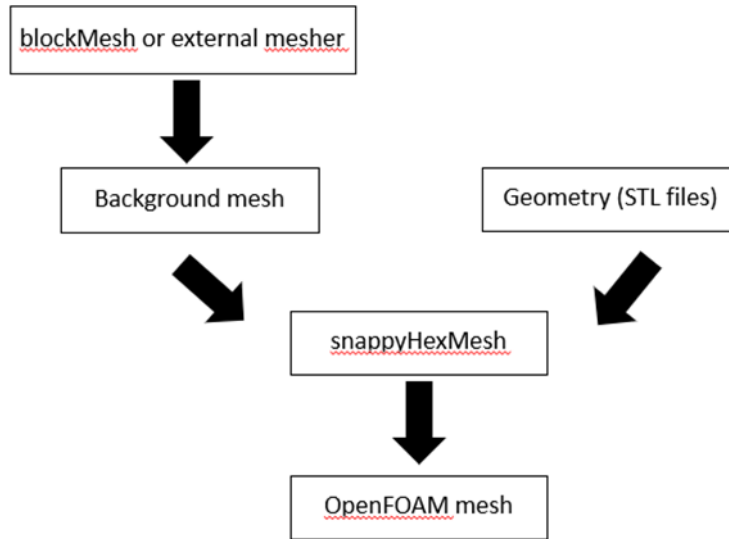 blockMesh or external mesher
Background mesh
Geometry (STL files)
snappyHexMesh
OpenFOAM mesh